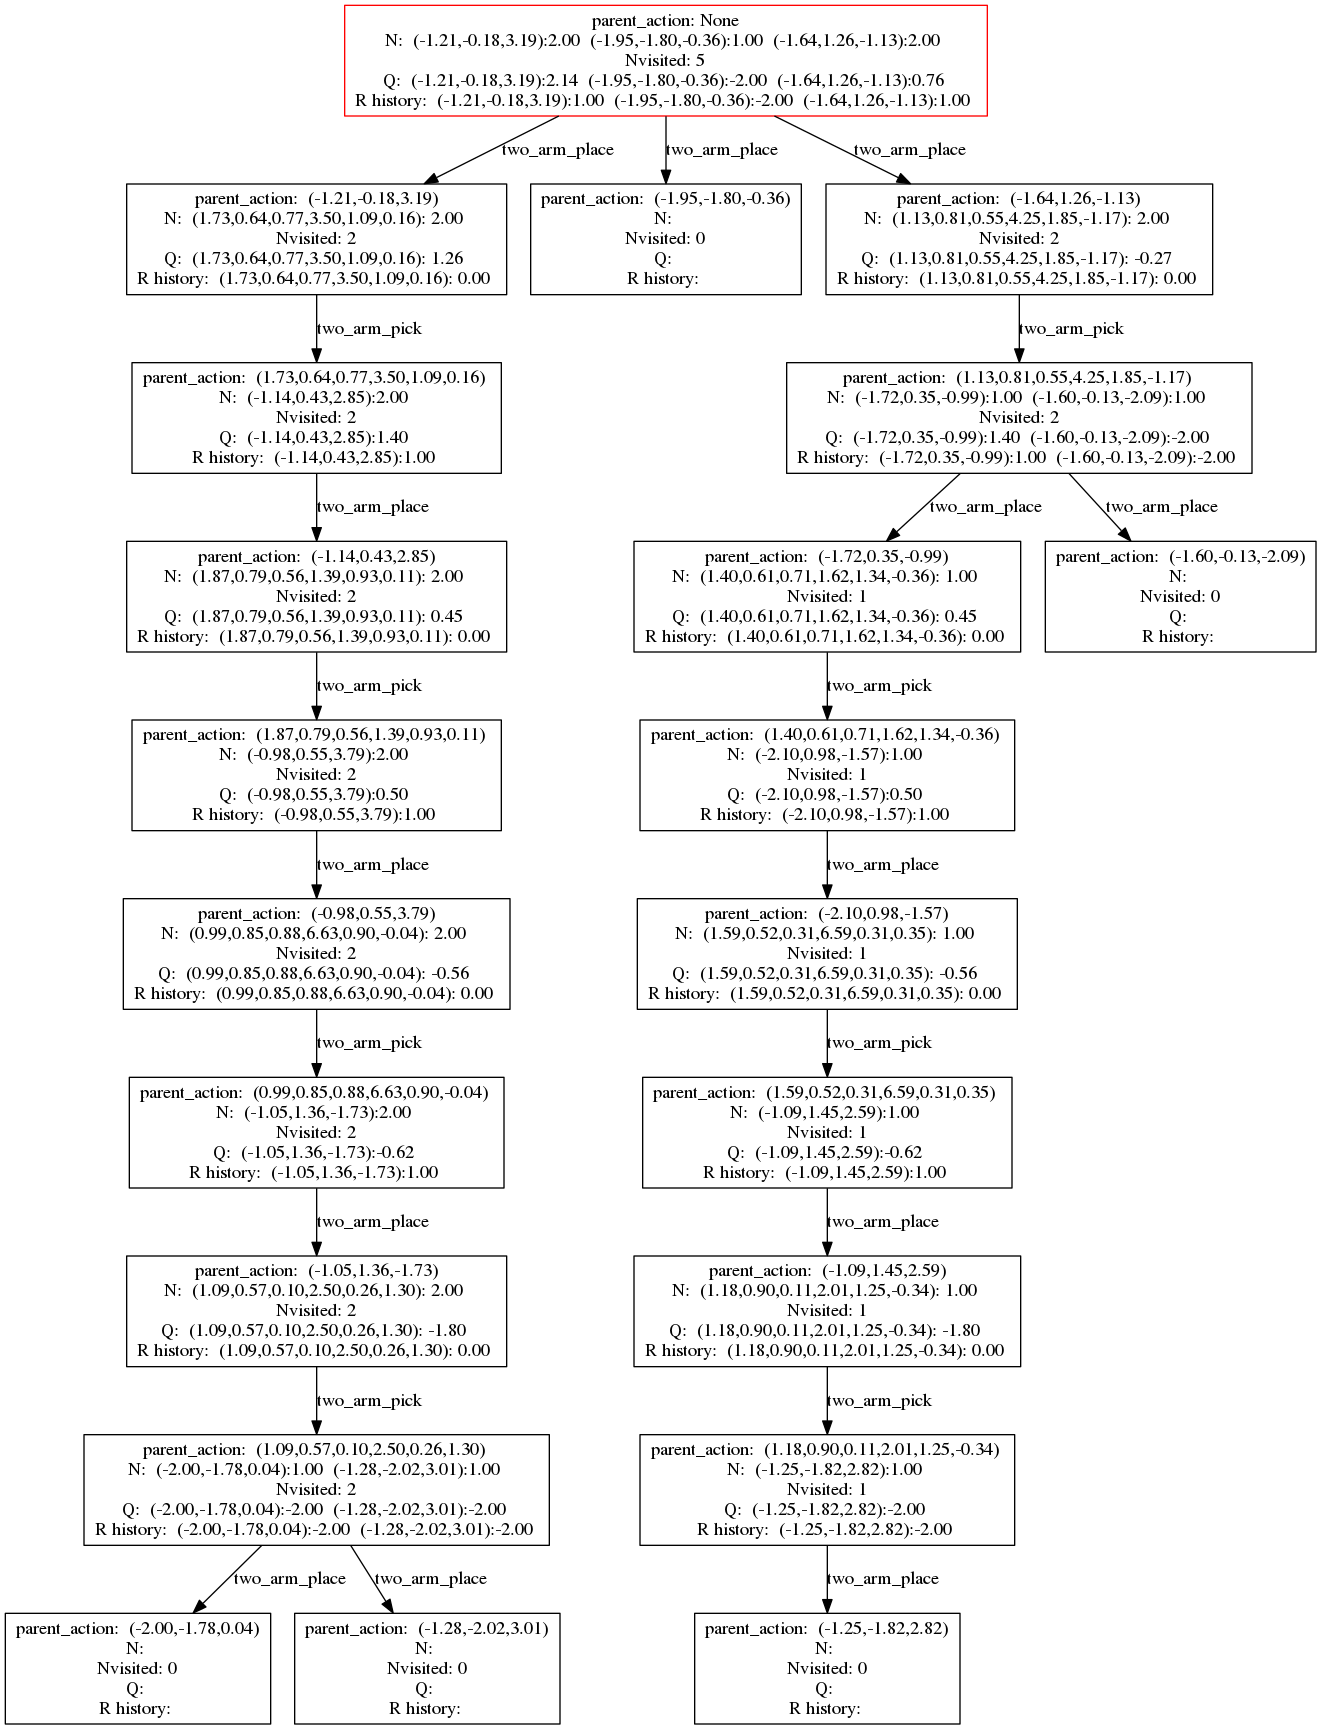 parent_action: None
N: (-1.21,-0.18,3.19):2.00 (-1.95,-1.80,-0.36):1.00 (-1.64,1.26,-1.13):2.00
Nvisited: 5
Q: (-1.21,-0.18,3.19):2.14 (-1.95,-1.80,-0.36):-2.00 (-1.64,1.26,-1.13):0.76
R history: (-1.21,-0.18,3.19):1.00 (-1.95,-1.80,-0.36):-2.00 (-1.64,1.26,-1.13):1.00
two_arm_place
two_arm_place
two_arm_place
parent_action: (-1.21,-0.18,3.19)
N: (1.73,0.64,0.77,3.50,1.09,0.16): 2.00
Nvisited: 2
Q: (1.73,0.64,0.77,3.50,1.09,0.16): 1.26
R history: (1.73,0.64,0.77,3.50,1.09,0.16): 0.00
parent_action: (-1.95,-1.80,-0.36)
N:
Nvisited: 0
Q:
R history:
parent_action: (-1.64,1.26,-1.13)
N: (1.13,0.81,0.55,4.25,1.85,-1.17): 2.00
Nvisited: 2
Q: (1.13,0.81,0.55,4.25,1.85,-1.17): -0.27
R history: (1.13,0.81,0.55,4.25,1.85,-1.17): 0.00
two_arm_pick
two_arm_pick
parent_action: (1.73,0.64,0.77,3.50,1.09,0.16)
N: (-1.14,0.43,2.85):2.00
Nvisited: 2
Q: (-1.14,0.43,2.85):1.40
R history: (-1.14,0.43,2.85):1.00
parent_action: (1.13,0.81,0.55,4.25,1.85,-1.17)
N: (-1.72,0.35,-0.99):1.00 (-1.60,-0.13,-2.09):1.00
Nvisited: 2
Q: (-1.72,0.35,-0.99):1.40 (-1.60,-0.13,-2.09):-2.00
R history: (-1.72,0.35,-0.99):1.00 (-1.60,-0.13,-2.09):-2.00
two_arm_place
two_arm_place
two_arm_place
parent_action: (-1.14,0.43,2.85)
N: (1.87,0.79,0.56,1.39,0.93,0.11): 2.00
Nvisited: 2
Q: (1.87,0.79,0.56,1.39,0.93,0.11): 0.45
R history: (1.87,0.79,0.56,1.39,0.93,0.11): 0.00
parent_action: (-1.72,0.35,-0.99)
N: (1.40,0.61,0.71,1.62,1.34,-0.36): 1.00
Nvisited: 1
Q: (1.40,0.61,0.71,1.62,1.34,-0.36): 0.45
R history: (1.40,0.61,0.71,1.62,1.34,-0.36): 0.00
parent_action: (-1.60,-0.13,-2.09)
N:
Nvisited: 0
Q:
R history:
two_arm_pick
two_arm_pick
parent_action: (1.87,0.79,0.56,1.39,0.93,0.11)
N: (-0.98,0.55,3.79):2.00
Nvisited: 2
Q: (-0.98,0.55,3.79):0.50
R history: (-0.98,0.55,3.79):1.00
parent_action: (1.40,0.61,0.71,1.62,1.34,-0.36)
N: (-2.10,0.98,-1.57):1.00
Nvisited: 1
Q: (-2.10,0.98,-1.57):0.50
R history: (-2.10,0.98,-1.57):1.00
two_arm_place
two_arm_place
parent_action: (-0.98,0.55,3.79)
N: (0.99,0.85,0.88,6.63,0.90,-0.04): 2.00
Nvisited: 2
Q: (0.99,0.85,0.88,6.63,0.90,-0.04): -0.56
R history: (0.99,0.85,0.88,6.63,0.90,-0.04): 0.00
parent_action: (-2.10,0.98,-1.57)
N: (1.59,0.52,0.31,6.59,0.31,0.35): 1.00
Nvisited: 1
Q: (1.59,0.52,0.31,6.59,0.31,0.35): -0.56
R history: (1.59,0.52,0.31,6.59,0.31,0.35): 0.00
two_arm_pick
two_arm_pick
parent_action: (0.99,0.85,0.88,6.63,0.90,-0.04)
N: (-1.05,1.36,-1.73):2.00
Nvisited: 2
Q: (-1.05,1.36,-1.73):-0.62
R history: (-1.05,1.36,-1.73):1.00
parent_action: (1.59,0.52,0.31,6.59,0.31,0.35)
N: (-1.09,1.45,2.59):1.00
Nvisited: 1
Q: (-1.09,1.45,2.59):-0.62
R history: (-1.09,1.45,2.59):1.00
two_arm_place
two_arm_place
parent_action: (-1.05,1.36,-1.73)
N: (1.09,0.57,0.10,2.50,0.26,1.30): 2.00
Nvisited: 2
Q: (1.09,0.57,0.10,2.50,0.26,1.30): -1.80
R history: (1.09,0.57,0.10,2.50,0.26,1.30): 0.00
parent_action: (-1.09,1.45,2.59)
N: (1.18,0.90,0.11,2.01,1.25,-0.34): 1.00
Nvisited: 1
Q: (1.18,0.90,0.11,2.01,1.25,-0.34): -1.80
R history: (1.18,0.90,0.11,2.01,1.25,-0.34): 0.00
two_arm_pick
two_arm_pick
parent_action: (1.09,0.57,0.10,2.50,0.26,1.30)
N: (-2.00,-1.78,0.04):1.00 (-1.28,-2.02,3.01):1.00
Nvisited: 2
Q: (-2.00,-1.78,0.04):-2.00 (-1.28,-2.02,3.01):-2.00
R history: (-2.00,-1.78,0.04):-2.00 (-1.28,-2.02,3.01):-2.00
parent_action: (1.18,0.90,0.11,2.01,1.25,-0.34)
N: (-1.25,-1.82,2.82):1.00
Nvisited: 1
Q: (-1.25,-1.82,2.82):-2.00
R history: (-1.25,-1.82,2.82):-2.00
two_arm_place
two_arm_place
two_arm_place
parent_action: (-2.00,-1.78,0.04)
N:
Nvisited: 0
Q:
R history:
parent_action: (-1.28,-2.02,3.01)
N:
Nvisited: 0
Q:
R history:
parent_action: (-1.25,-1.82,2.82)
N:
Nvisited: 0
Q:
R history: